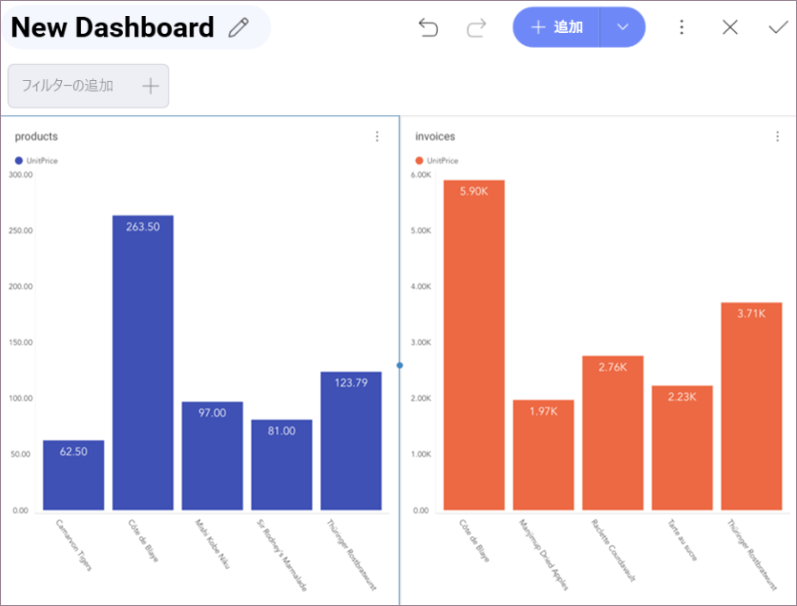 New Dashboard
追加
フィルターの追加
products
UnitPrice
300.00
250.00
200.00
150.00
100.00
50.00
0.00
62.50
263.50
97.00
81.00
123.79
Carnarvon Tigers
Côte de Blaye
Mishi Kobe Niku
Sir Rodney's Marmalade
Thüringer Rostbratwurst
invoices
UnitPrice
6.00K
5.00K
4.00K
3.00K
2.00K
1.00K
0.00
5.90K
1.97K
2.76K
2.23K
3.71K
Côte de Blaye
Manjimup Dried Apples
Raclette Courdavault
Tarte au sucre
Thüringer Rostbratwurst